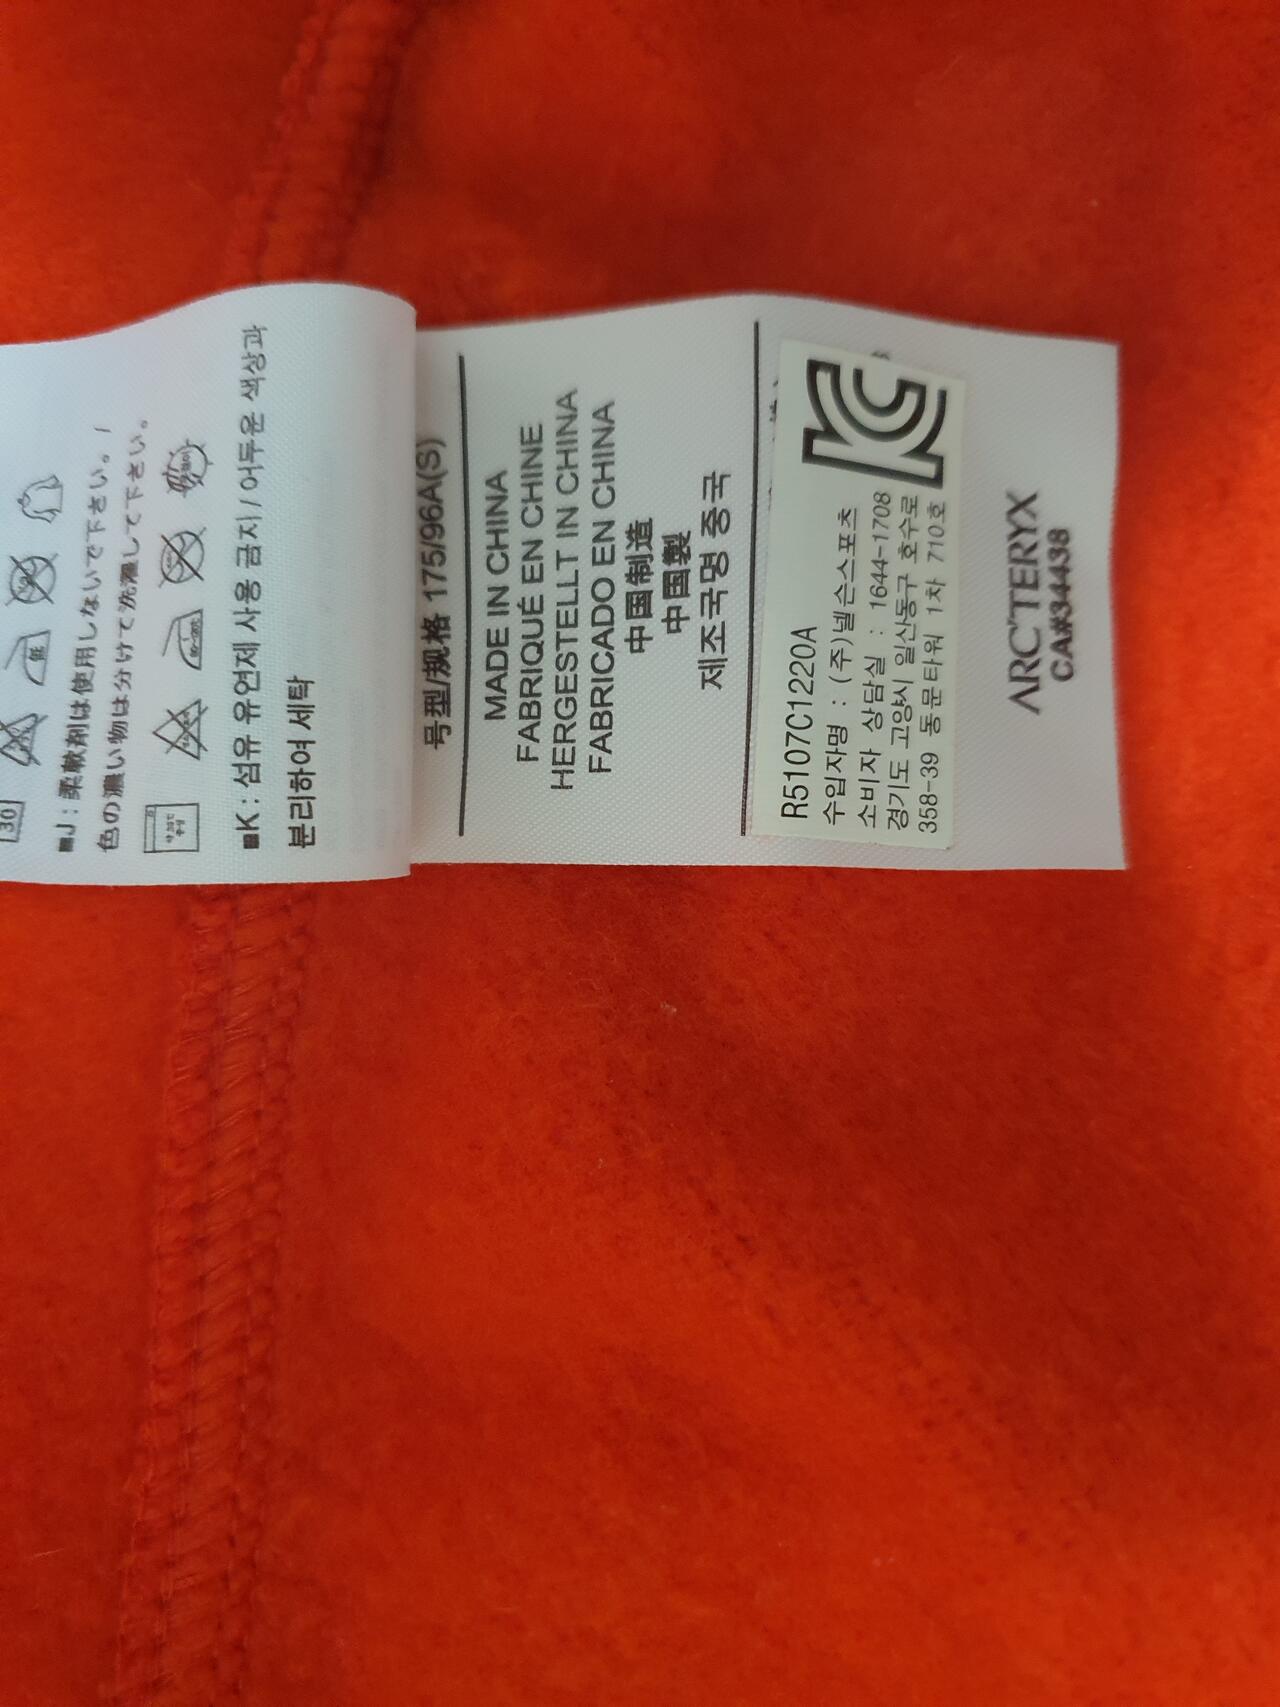 30
低
■J : 柔軟剤は使用しないで下さい。/
色の濃い物は分けて洗濯して下さい。
■K : 섬유 유연제 사용 금지 / 어두운 색상과
분리하여 세탁
号型/规格 175/96A(S)
MADE IN CHINA
FABRIQUÉ EN CHINE
HERGESTELLT IN CHINA
FABRICADO EN CHINA
中国制造
中国製
제조국명 중국
R5107C1220A
수입자명 : (주)넬슨스포츠
소비자 상담실 : 1644-1708
경기도 고양시 일산동구 호수로
358-39 동문타워 1차 710호
ARC'TERYX
CA#34438